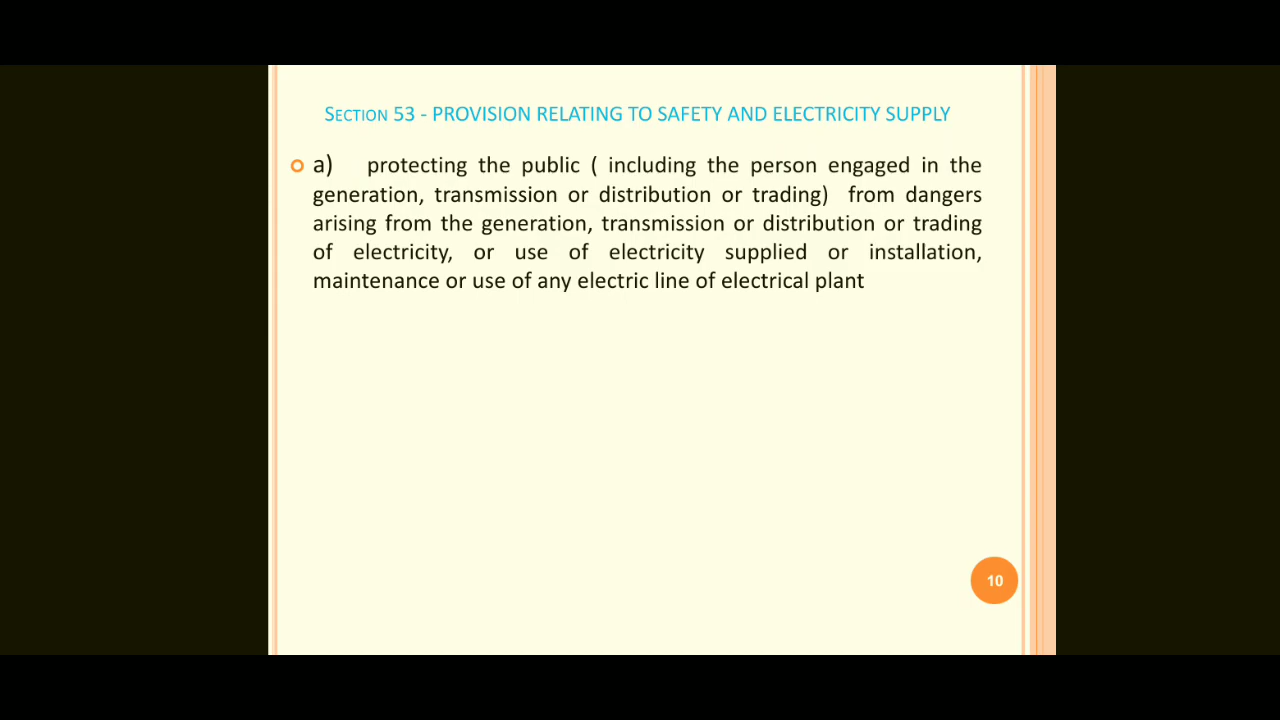 SECTION 53 - PROVISION RELATING TO SAFETY AND ELECTRICITY SUPPLY
a) protecting the public ( including the person engaged in the
generation, transmission or distribution or trading) from dangers
arising from the generation, transmission or distribution or trading
of electricity, or use of electricity supplied or installation,
maintenance or use of any electric line of electrical plant
10